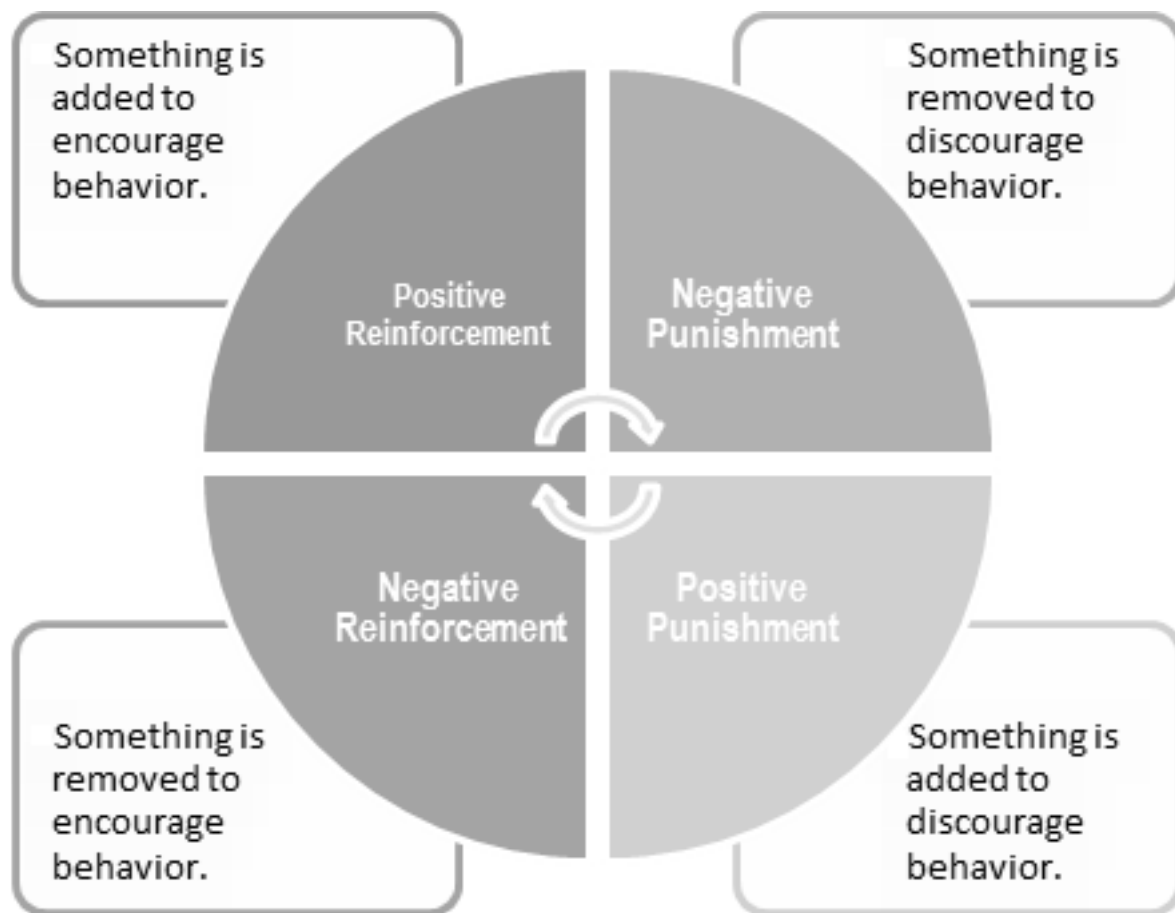 Something is
added to
encourage
behavior.
Something is
removed to
discourage
behavior.
Positive
Reinforcement
Negative
Punishment
Negative
Reinforcement
Positive
Punishment
Something is
removed to
encourage
behavior.
Something is
added to
discourage
behavior.